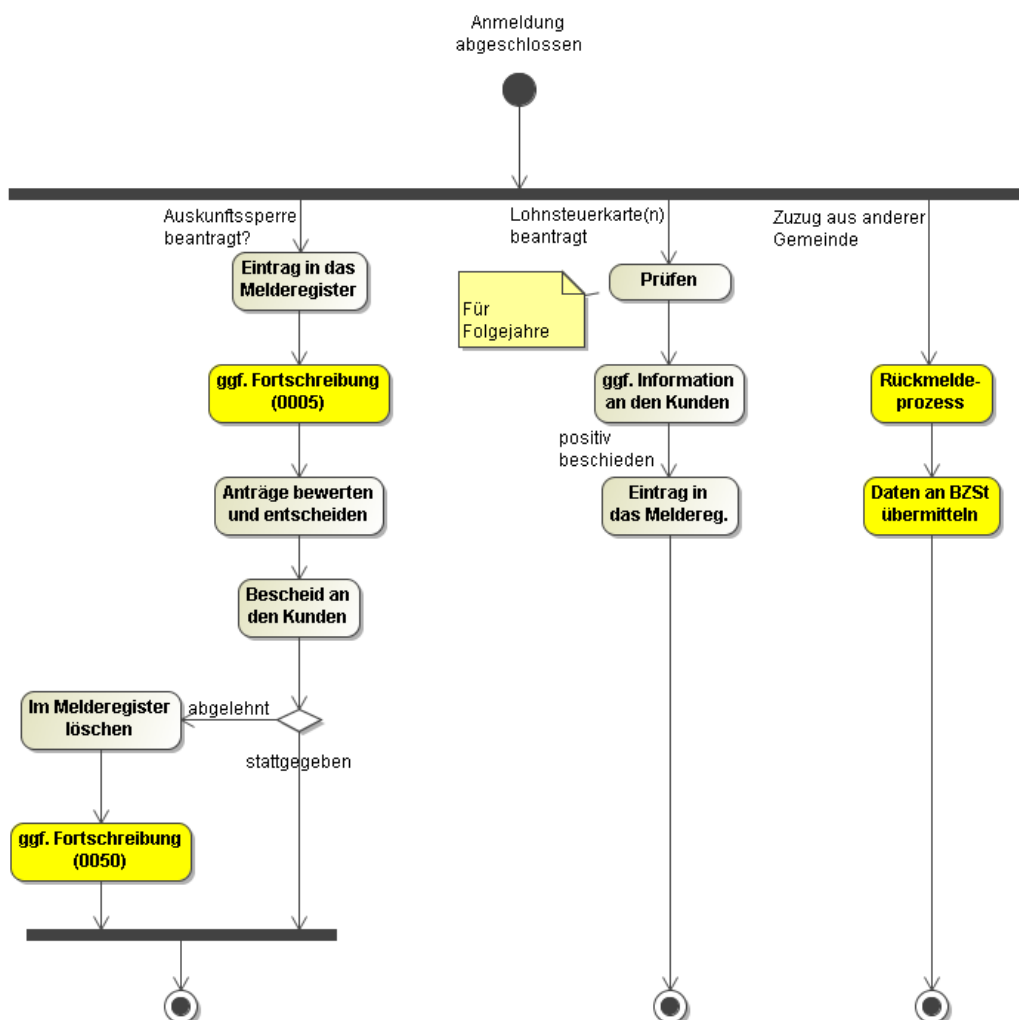 Anmeldung
abgeschlossen
Auskunftssperre
beantragt?
Eintrag in das
Melderegister
ggf. Fortschreibung
(0005)
Anträge bewerten
und entscheiden
Bescheid an
den Kunden
abgelehnt
Im Melderegister
löschen
stattgegeben
ggf. Fortschreibung
(0050)
Lohnsteuerkarte(n)
beantragt
Prüfen
Für
Folgejahre
ggf. Information
an den Kunden
positiv
beschieden
Eintrag in
das Meldereg.
Zuzug aus anderer
Gemeinde
Rückmelde-
prozess
Daten an BZSt
übermitteln